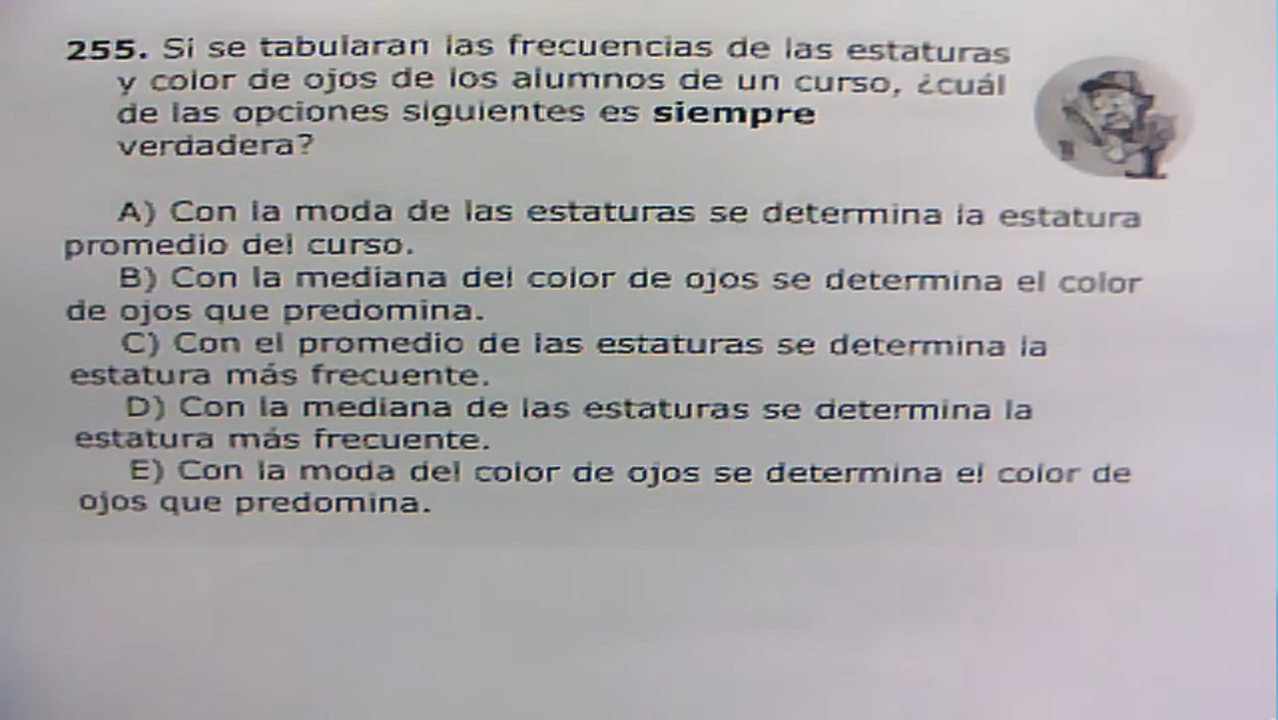 255. Si se tabularan las frecuencias de las estaturas
y color de ojos de los alumnos de un curso, ¿cuál
de las opciones siguientes es siempre
verdadera?
A) Con la moda de las estaturas se determina la estatura
promedio del curso.
B) Con la mediana del color de ojos se determina el color
de ojos que predomina.
C) Con el promedio de las estaturas se determina la
estatura más frecuente.
D) Con la mediana de las estaturas se determina la
estatura más frecuente.
E) Con la moda del color de ojos se determina el color de
ojos que predomina.